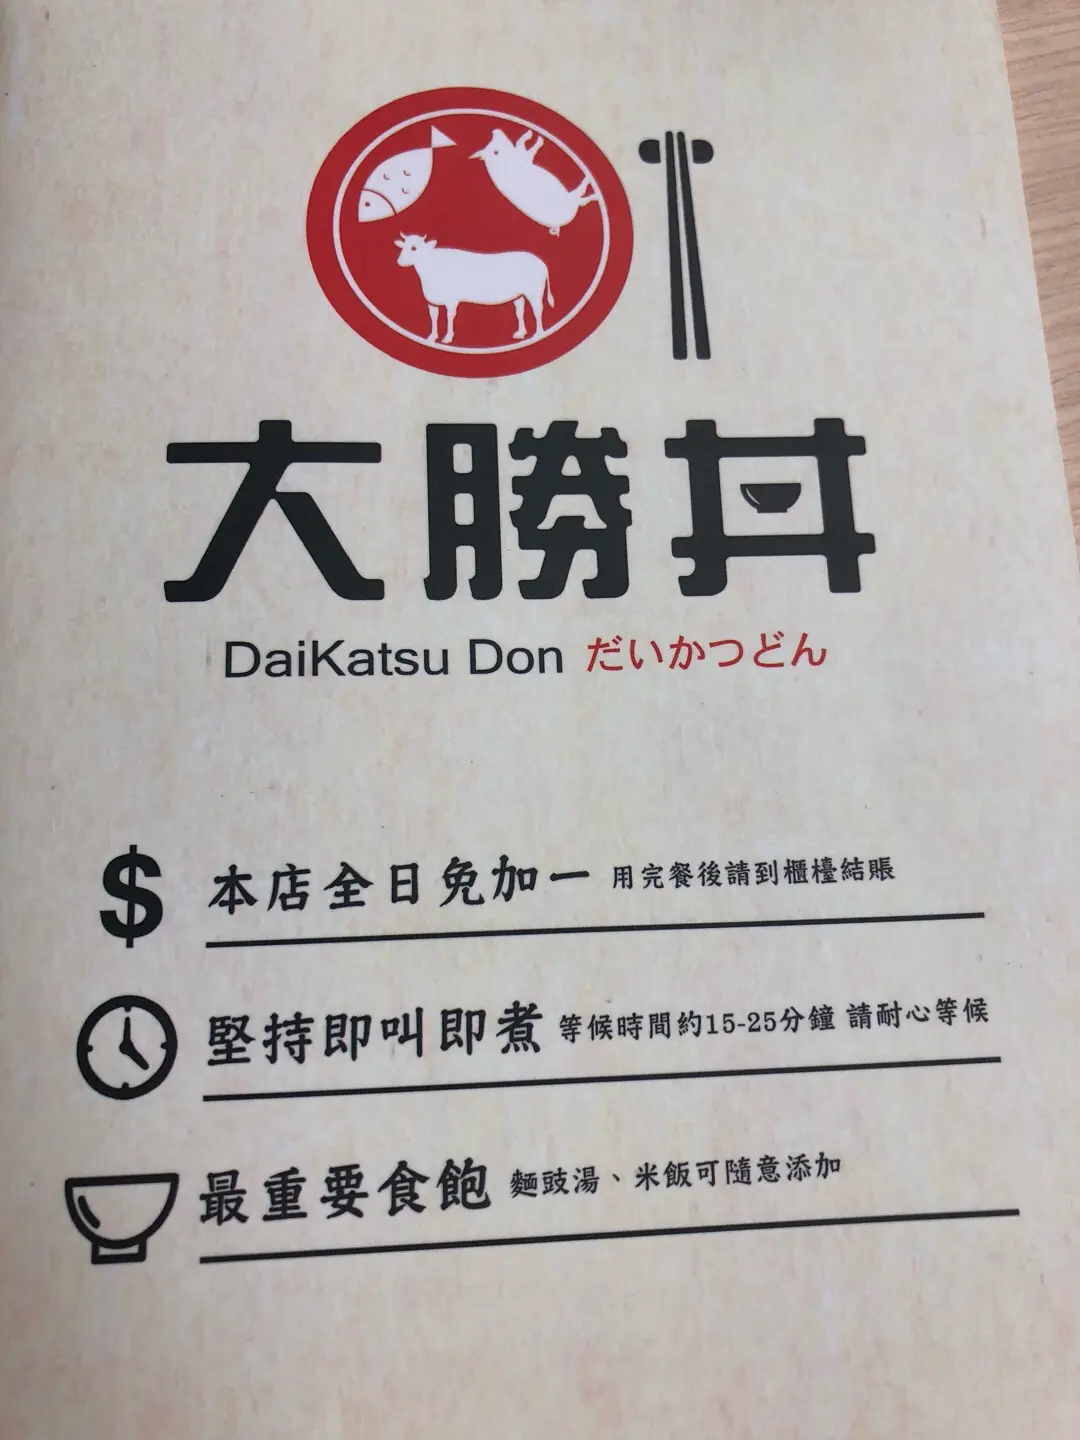 大勝丼
DaiKatsu Don だいかつどん
$ 本店全日免加一 用完餐後請到櫃檯結賬
堅持即叫即煮 等候時間約15-25分鐘 請耐心等候
最重要食飽 麵豉湯、米飯可隨意添加